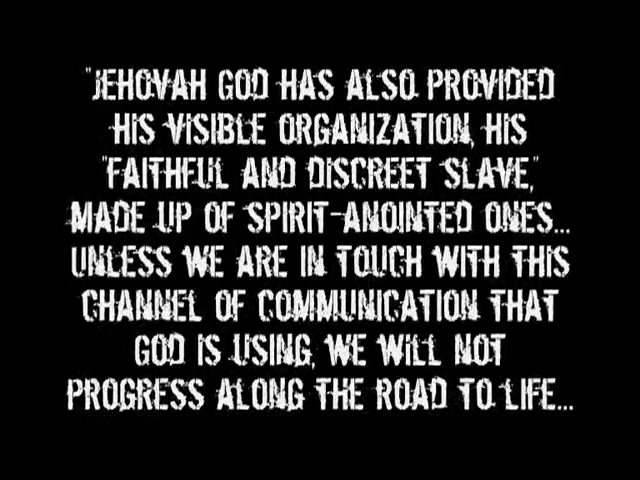 "JEHOVAH GOD HAS ALSO PROVIDED
HIS VISIBLE ORGANIZATION, HIS
"FAITHFUL AND DISCREET SLAVE,"
MADE UP OF SPIRIT-ANOINTED ONES...
UNLESS WE ARE IN TOUCH WITH THIS
CHANNEL OF COMMUNICATION THAT
GOD IS USING, WE WILL NOT
PROGRESS ALONG THE ROAD TO LIFE...